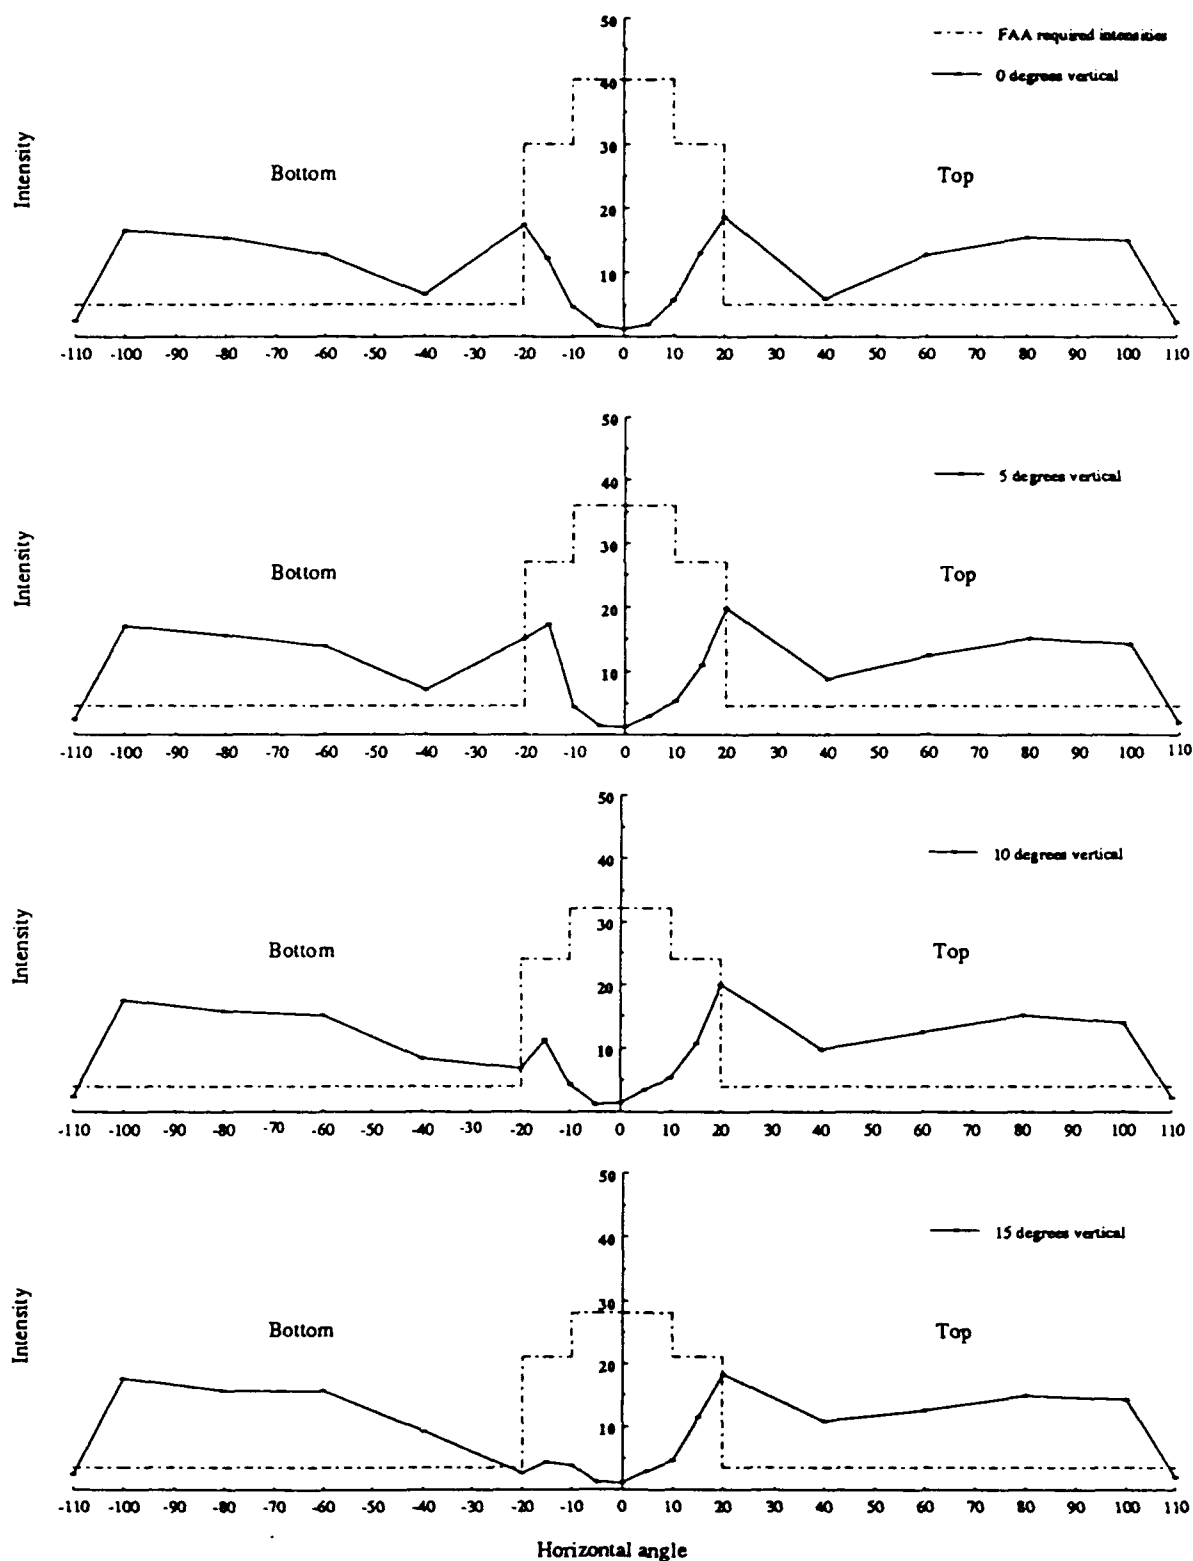 50
FAA required intensities
0 degrees vertical
40
Intensity
30
Bottom
Top
20
10
-110 -100 -90 -80 -70 -60 -50 -40 -30 -20 -10 0 10 20 30 40 50 60 70 80 90 100 110
50
5 degrees vertical
40
Intensity
30
Bottom
Top
20
10
-110 -100 -90 -80 -70 -60 -50 -40 -30 -20 -10 0 10 20 30 40 50 60 70 80 90 100 110
50
10 degrees vertical
40
Intensity
30
Bottom
Top
20
10
-110 -100 -90 -80 -70 -60 -50 -40 -30 -20 -10 0 10 20 30 40 50 60 70 80 90 100 110
50
15 degrees vertical
40
Intensity
30
Bottom
Top
20
10
-110 -100 -90 -80 -70 -60 -50 -40 -30 -20 -10 0 10 20 30 40 50 60 70 80 90 100 110
Horizontal angle